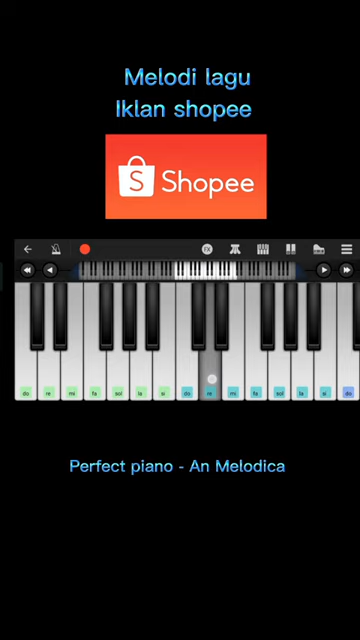 Melodi lagu
Iklan shopee
S Shopee
FX
do re mi fa sol la si do re mi fa sol la si do
Perfect piano - An Melodica